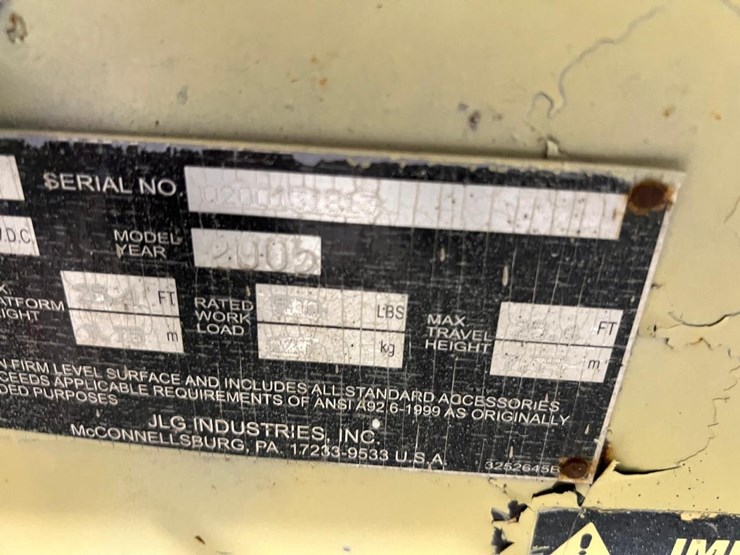 SERIAL NO.
V.D.C.
MODEL YEAR 2005
FT
m
RATED WORK LOAD
LBS
kg
MAX. TRAVEL HEIGHT
FT
m
FIRM LEVEL SURFACE AND INCLUDES ALL STANDARD ACCESSORIES
CEEDS APPLICABLE REQUIREMENTS OF ANSI A92.6-1999 AS ORIGINALLY
DED PURPOSES
JLG INDUSTRIES, INC.
McCONNELLSBURG, PA. 17233-9533 U.S.A.
3252645B